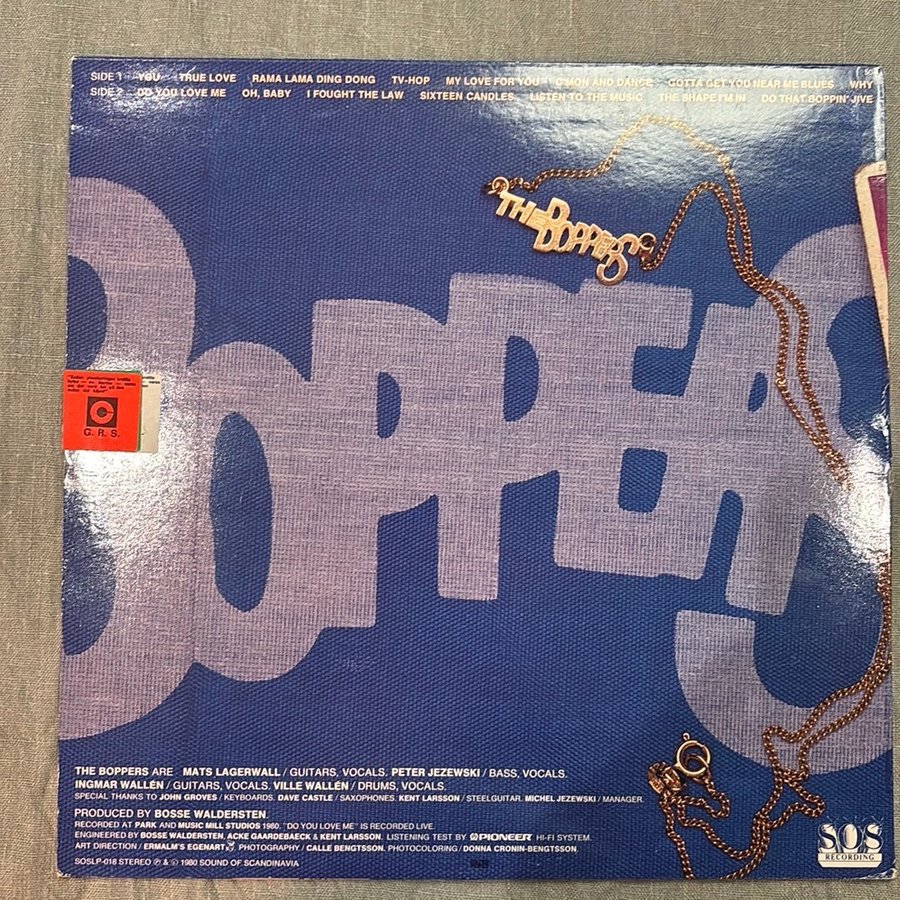 SIDE 1 YOU TRUE LOVE RAMA LAMA DING DONG TV-HOP MY LOVE FOR YOU C'MON AND DANCE GOTTA GET YOU NEAR ME BLUES WHY
SIDE 2 DO YOU LOVE ME OH, BABY I FOUGHT THE LAW SIXTEEN CANDLES LISTEN TO THE MUSIC THE SHAPE I'M IN DO THAT BOPPIN' JIVE
THE BOPPERS
BOPPERS
C
G. R. S.
THE BOPPERS ARE MATS LAGERWALL / GUITARS, VOCALS. PETER JEZEWSKI / BASS, VOCALS.
INGMAR WALLÉN / GUITARS, VOCALS. VILLE WALLÉN / DRUMS, VOCALS.
SPECIAL THANKS TO JOHN GROVES / KEYBOARDS. DAVE CASTLE / SAXOPHONES. KENT LARSSON / STEELGUITAR. MICHEL JEZEWSKI / MANAGER.
PRODUCED BY BOSSE WALDERSTEN.
RECORDED AT PARK AND MUSIC MILL STUDIOS 1980. "DO YOU LOVE ME" IS RECORDED LIVE.
ENGINEERED BY BOSSE WALDERSTEN, ACKE GAARDEBAECK & KENT LARSSON. LISTENING TEST BY PIONEER HI-FI SYSTEM.
ART DIRECTION / ERMALM'S EGENART. PHOTOGRAPHY / CALLE BENGTSSON. PHOTOCOLORING / DONNA CRONIN-BENGTSSON.
SOSLP-018 STEREO ℗ & © 1980 SOUND OF SCANDINAVIA
SOS
RECORDING